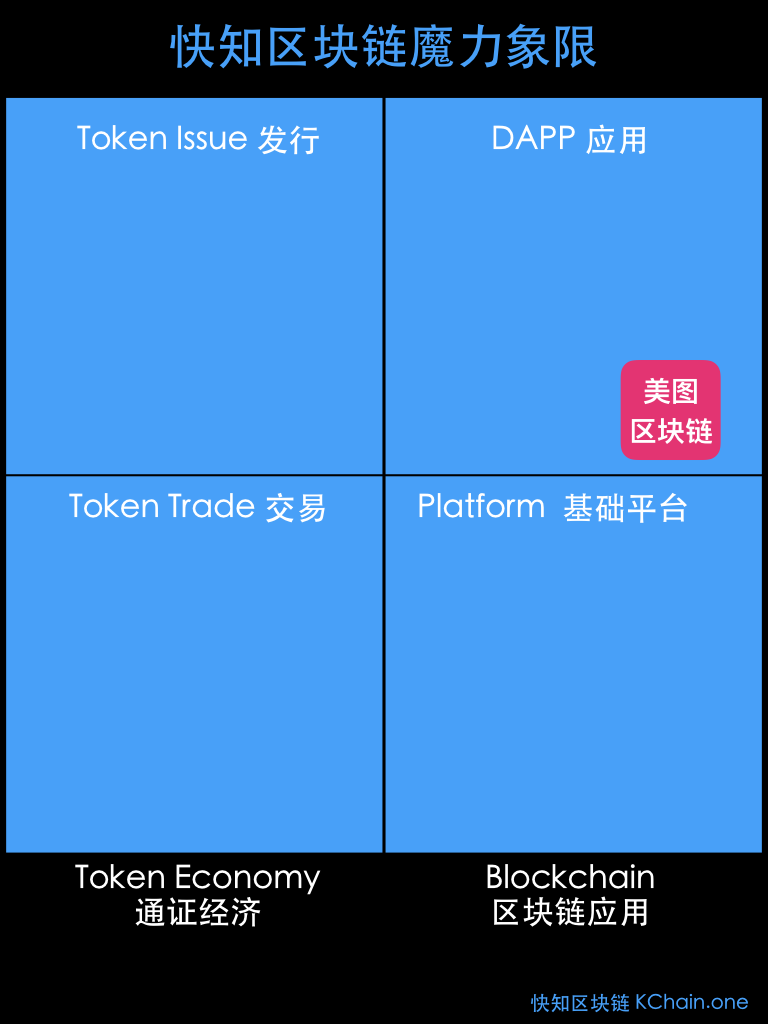 快知区块链魔力象限
Token Issue 发行
DAPP 应用
美图
区块链
Token Trade 交易
Platform 基础平台
Token Economy
通证经济
Blockchain
区块链应用
快知区块链 KChain.one